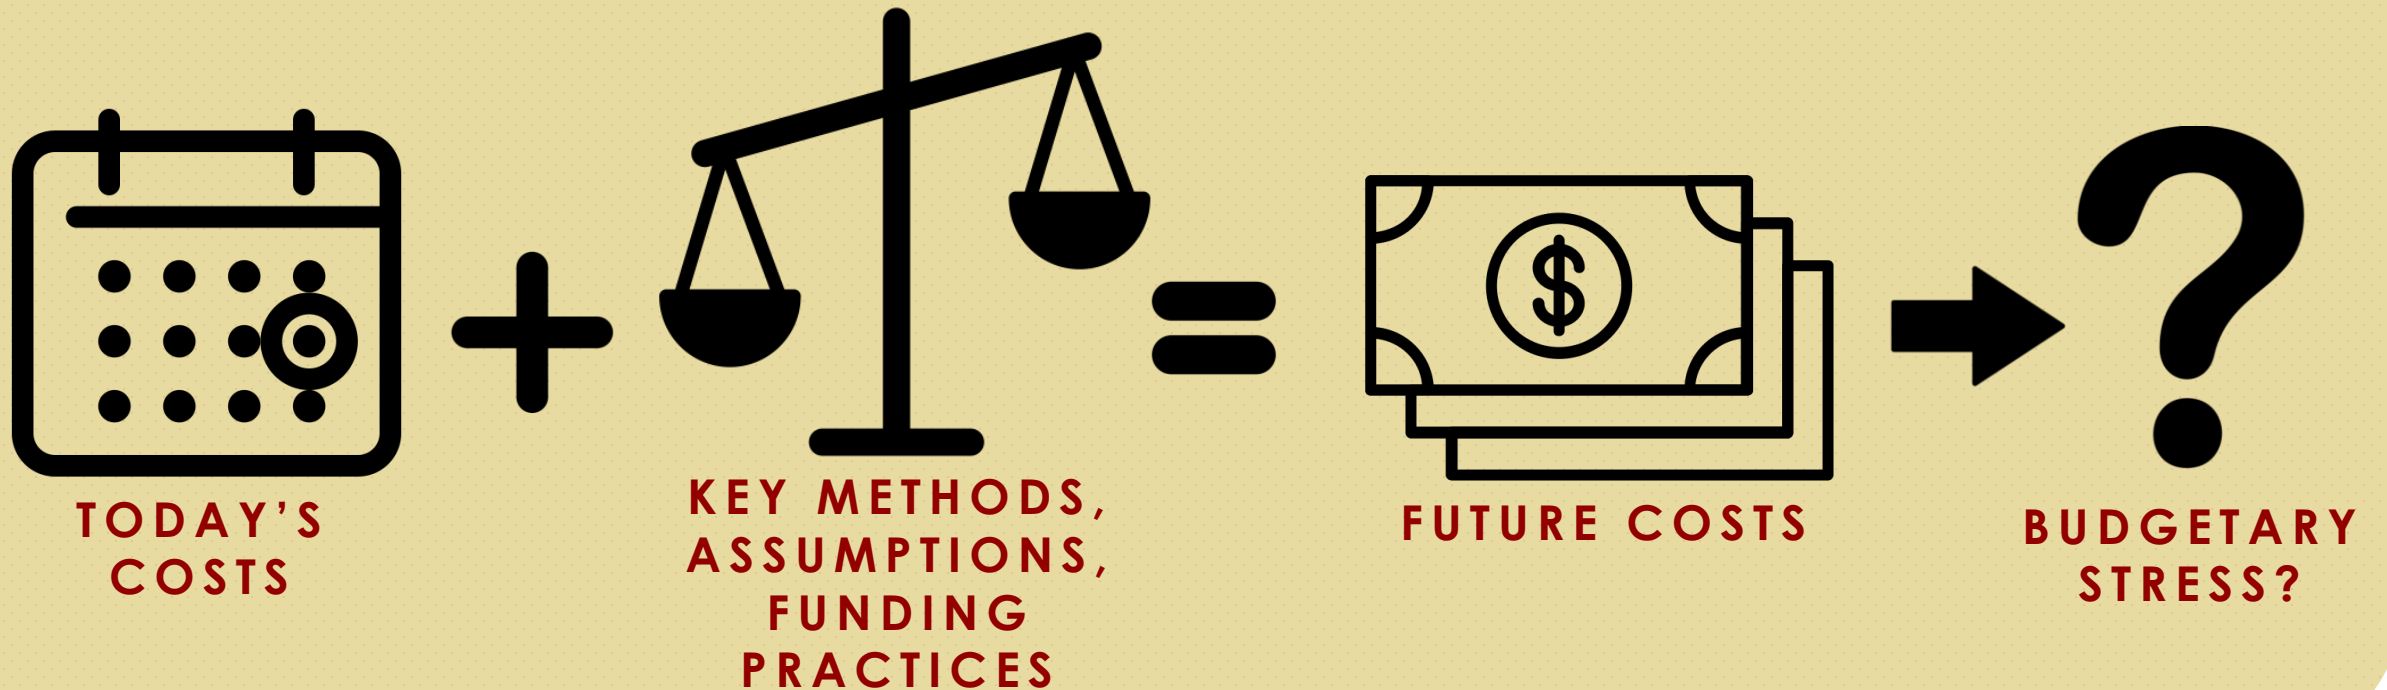 TODAY'S
COSTS
KEY METHODS,
ASSUMPTIONS,
FUNDING
PRACTICES
$
FUTURE COSTS
BUDGETARY
STRESS?